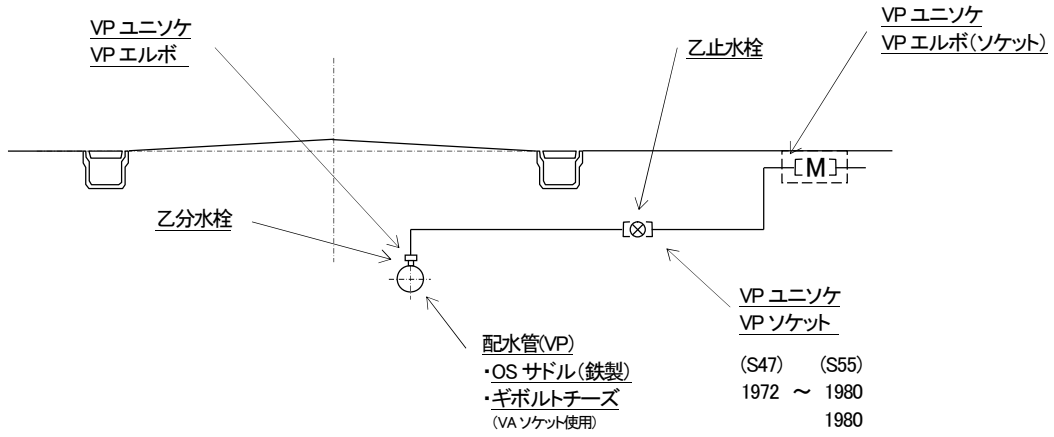 VP ユニソケ
VP エルボ
乙止水栓
VP ユニソケ
VP エルボ(ソケット)
M
乙分水栓
配水管(VP)
・OS サドル(鉄製)
・ギボルトチーズ
(VA ソケット使用)
VP ユニソケ
VP ソケット
(S47) (S55)
1972 ～ 1980
1980